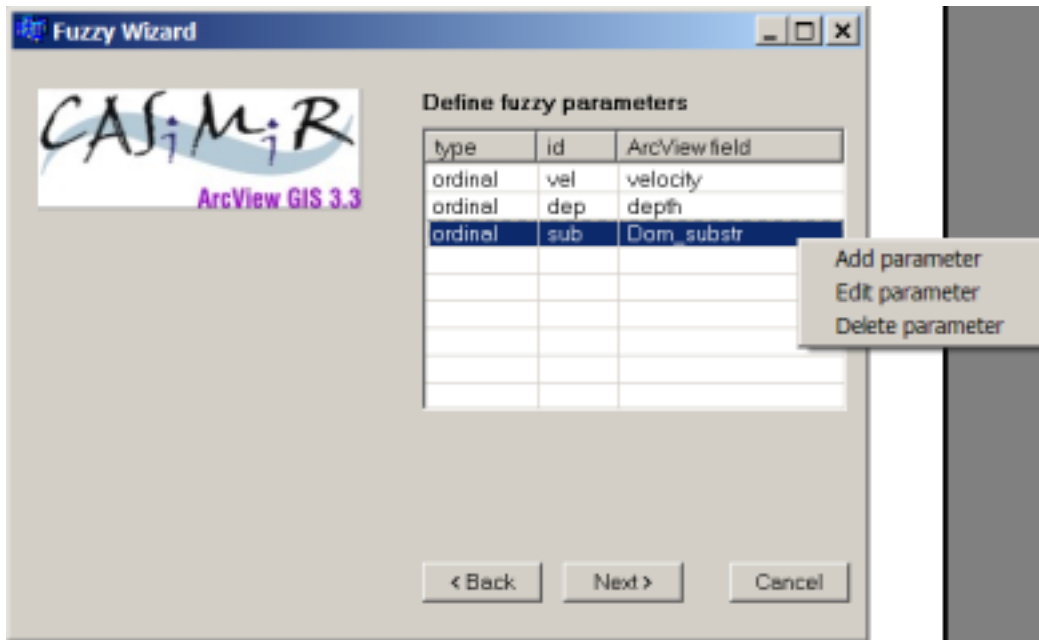 Fuzzy Wizard
CASiMiR
ArcView GIS 3.3
Define fuzzy parameters
type id ArcView field
ordinal vel velocity
ordinal dep depth
ordinal sub Dom_substr
Add parameter
Edit parameter
Delete parameter
< Back Next > Cancel